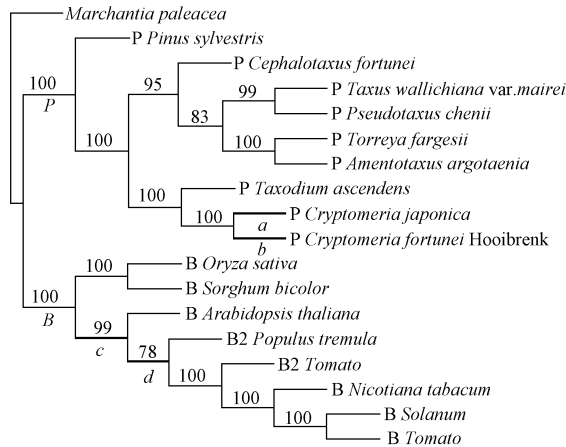 Marchantia paleacea
P Pinus sylvestris
100
P
P Cephalotaxus fortunei
95
P Taxus wallichiana var.mairei
99
P Pseudotaxus chenii
83
P Torreya fargesii
100
100
P Amentotaxus argotaenia
P Taxodium ascendens
100
P Cryptomeria japonica
100
a
P Cryptomeria fortunei Hooibrenk
b
B Oryza sativa
100
B Sorghum bicolor
100
B
B Arabidopsis thaliana
99
c
B2 Populus tremula
78
d
B2 Tomato
100
B Nicotiana tabacum
100
B Solanum
100
B Tomato